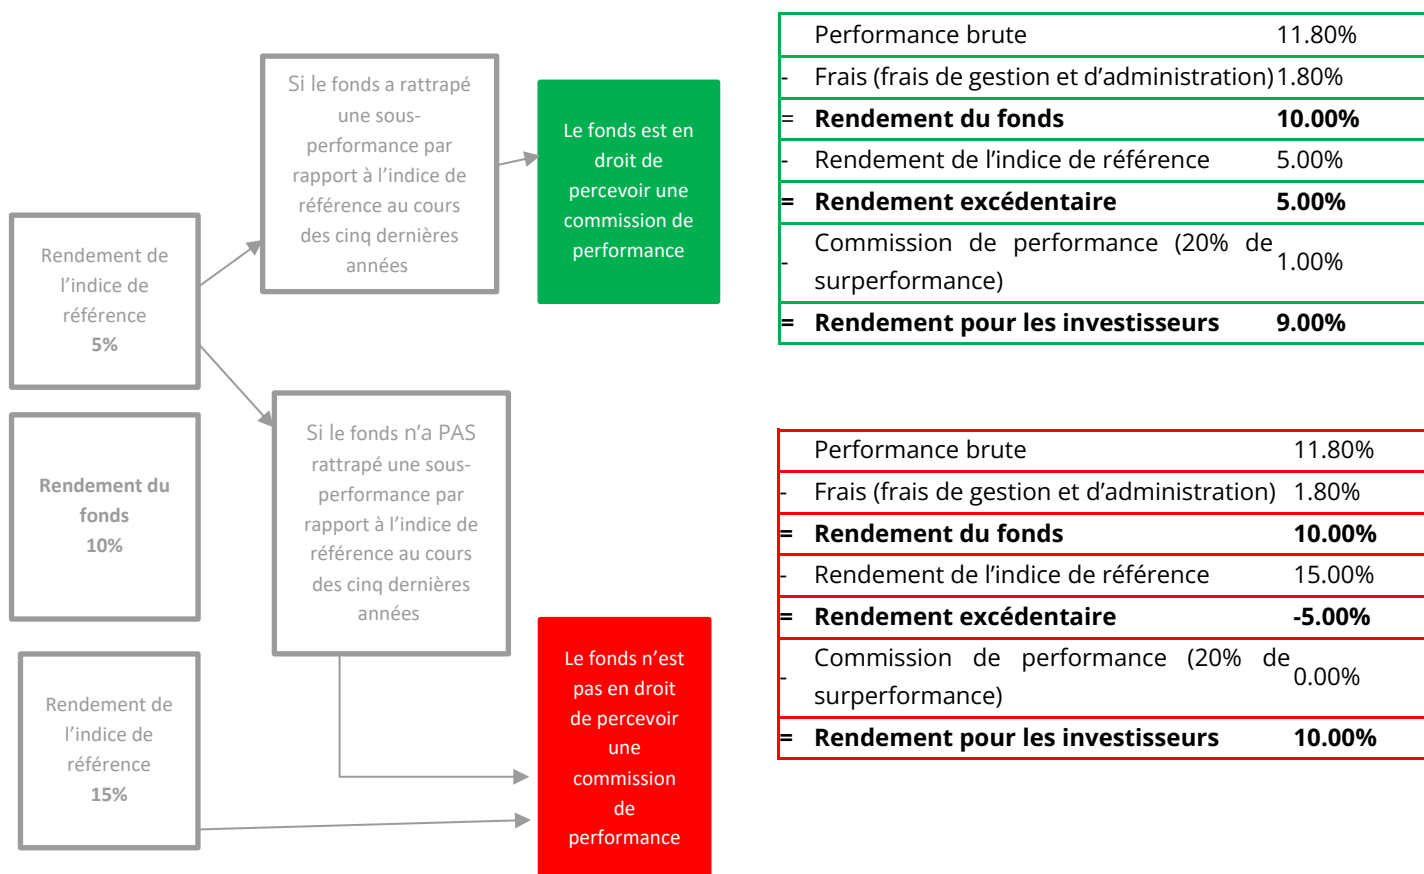 Si le fonds a rattrapé
une sous-
performance par
rapport à l'indice de
référence au cours
des cinq dernières
années
Le fonds est en
droit de
percevoir une
commission de
performance
Rendement de
l'indice de
référence
5%
Rendement du
fonds
10%
Si le fonds n'a PAS
rattrapé une sous-
performance par
rapport à l'indice de
référence au cours
des cinq dernières
années
Rendement de
l'indice de
référence
15%
Le fonds n'est
pas en droit
de percevoir
une
commission
de
performance
Performance brute 11.80%
- Frais (frais de gestion et d'administration) 1.80%
= Rendement du fonds 10.00%
- Rendement de l'indice de référence 5.00%
= Rendement excédentaire 5.00%
- Commission de performance (20% de
surperformance) 1.00%
= Rendement pour les investisseurs 9.00%
Performance brute 11.80%
- Frais (frais de gestion et d'administration) 1.80%
= Rendement du fonds 10.00%
- Rendement de l'indice de référence 15.00%
= Rendement excédentaire -5.00%
- Commission de performance (20% de
surperformance) 0.00%
= Rendement pour les investisseurs 10.00%